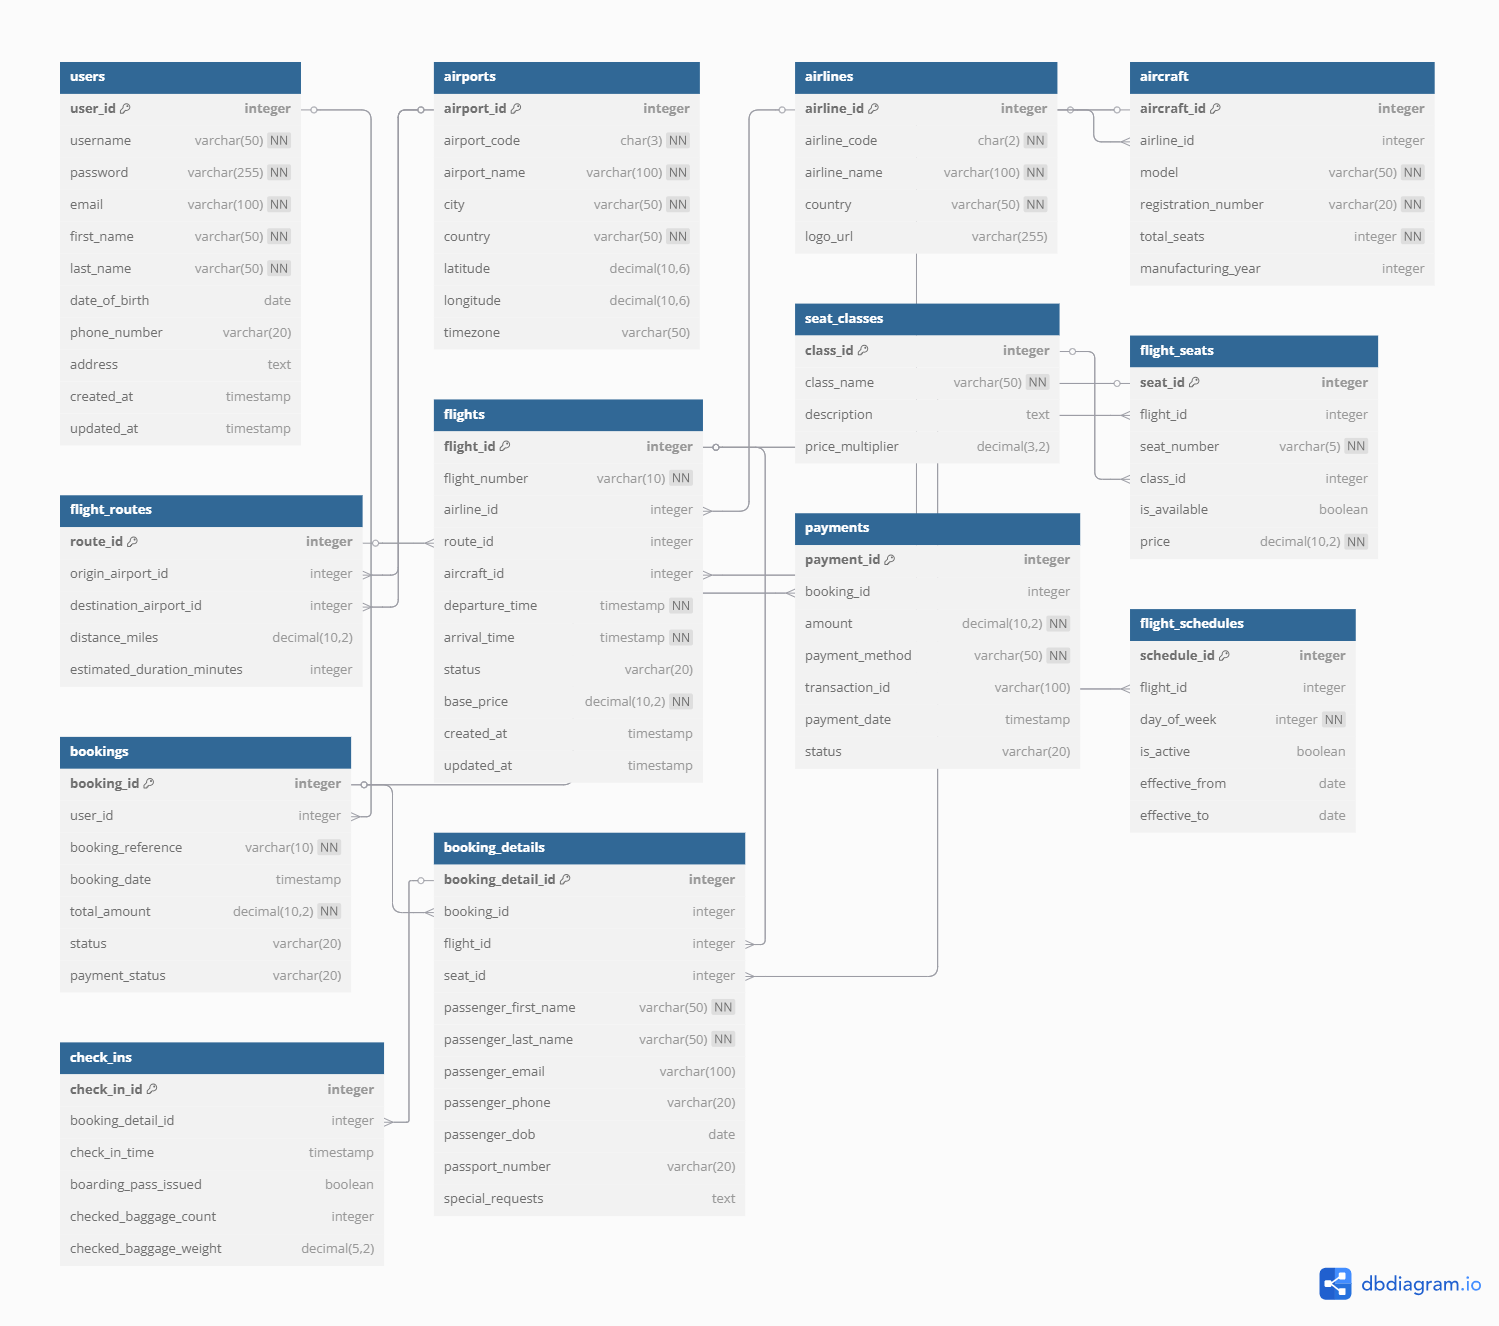 users
user_id integer
username varchar(50) NN
password varchar(255) NN
email varchar(100) NN
first_name varchar(50) NN
last_name varchar(50) NN
date_of_birth date
phone_number varchar(20)
address text
created_at timestamp
updated_at timestamp
airports
airport_id integer
airport_code char(3) NN
airport_name varchar(100) NN
city varchar(50) NN
country varchar(50) NN
latitude decimal(10,6)
longitude decimal(10,6)
timezone varchar(50)
airlines
airline_id integer
airline_code char(2) NN
airline_name varchar(100) NN
country varchar(50) NN
logo_url varchar(255)
aircraft
aircraft_id integer
airline_id integer
model varchar(50) NN
registration_number varchar(20) NN
total_seats integer NN
manufacturing_year integer
seat_classes
class_id integer
class_name varchar(50) NN
description text
price_multiplier decimal(3,2)
flight_seats
seat_id integer
flight_id integer
seat_number varchar(5) NN
class_id integer
is_available boolean
price decimal(10,2) NN
flights
flight_id integer
flight_number varchar(10) NN
airline_id integer
route_id integer
aircraft_id integer
departure_time timestamp NN
arrival_time timestamp NN
status varchar(20)
base_price decimal(10,2) NN
created_at timestamp
updated_at timestamp
flight_routes
route_id integer
origin_airport_id integer
destination_airport_id integer
distance_miles decimal(10,2)
estimated_duration_minutes integer
payments
payment_id integer
booking_id integer
amount decimal(10,2) NN
payment_method varchar(50) NN
transaction_id varchar(100)
payment_date timestamp
status varchar(20)
flight_schedules
schedule_id integer
flight_id integer
day_of_week integer NN
is_active boolean
effective_from date
effective_to date
bookings
booking_id integer
user_id integer
booking_reference varchar(10) NN
booking_date timestamp
total_amount decimal(10,2) NN
status varchar(20)
payment_status varchar(20)
booking_details
booking_detail_id integer
booking_id integer
flight_id integer
seat_id integer
passenger_first_name varchar(50) NN
passenger_last_name varchar(50) NN
passenger_email varchar(100)
passenger_phone varchar(20)
passenger_dob date
passport_number varchar(20)
special_requests text
check_ins
check_in_id integer
booking_detail_id integer
check_in_time timestamp
boarding_pass_issued boolean
checked_baggage_count integer
checked_baggage_weight decimal(5,2)
dbdiagram.io